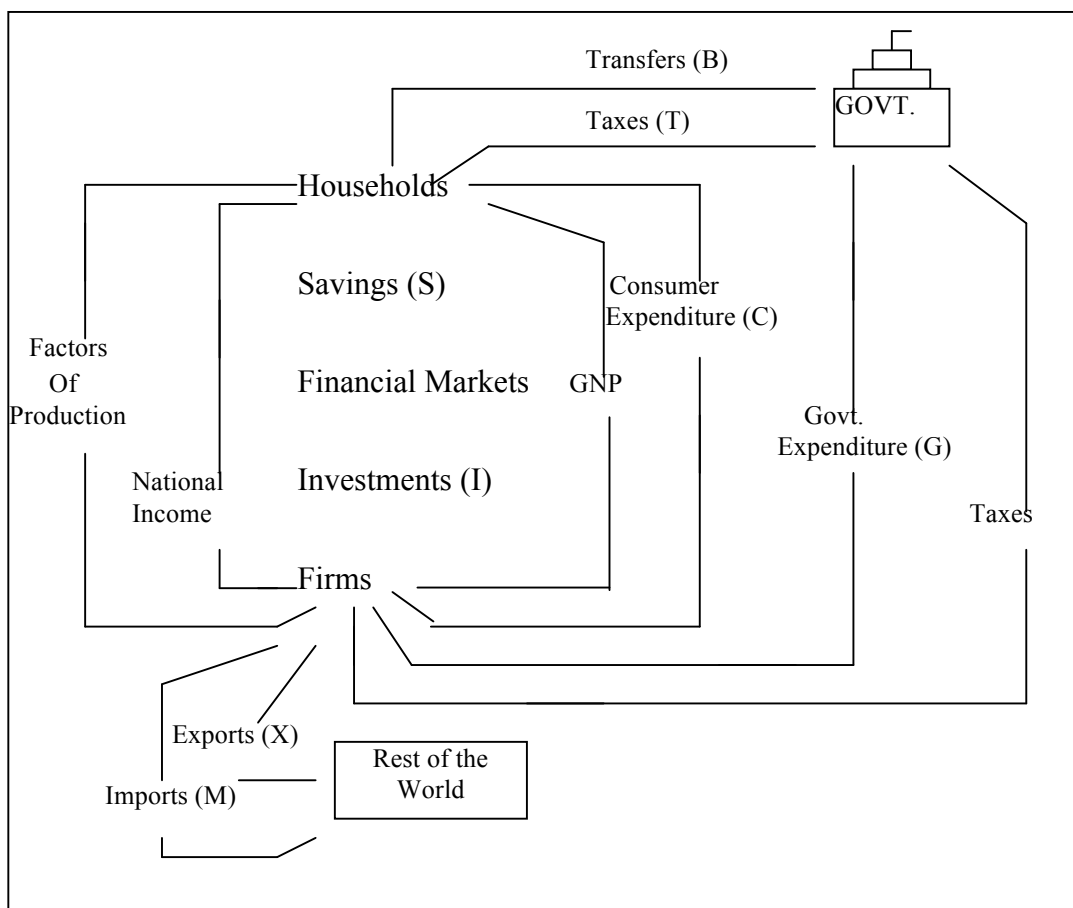 Transfers (B)
GOVT.
Taxes (T)
Households
Savings (S)
Consumer
Expenditure (C)
Factors
Of
Production
Financial Markets
GNP
Govt.
Expenditure (G)
National
Income
Investments (I)
Taxes
Firms
Exports (X)
Rest of the
World
Imports (M)